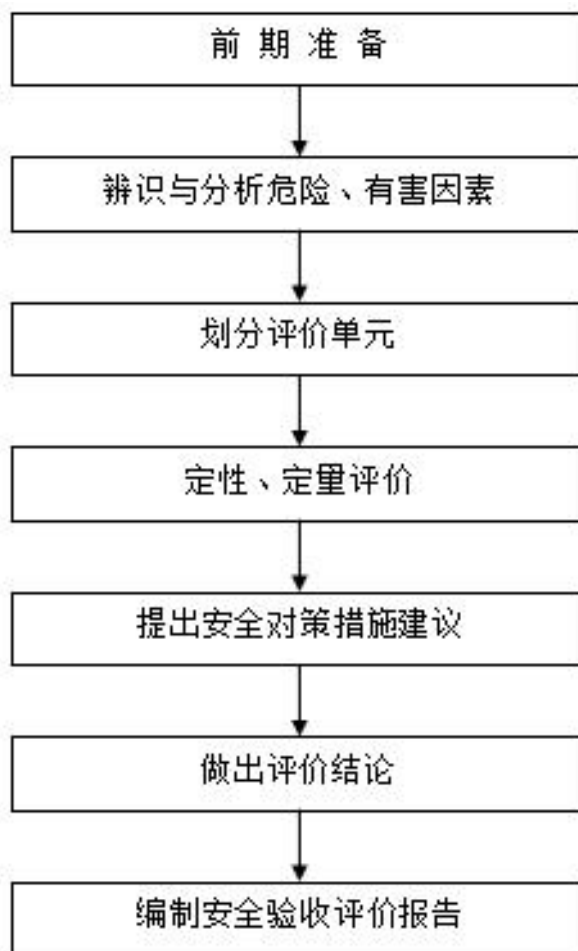 前 期 准 备
辨识与分析危险、有害因素
划分评价单元
定性、定量评价
提出安全对策措施建议
做出评价结论
编制安全验收评价报告